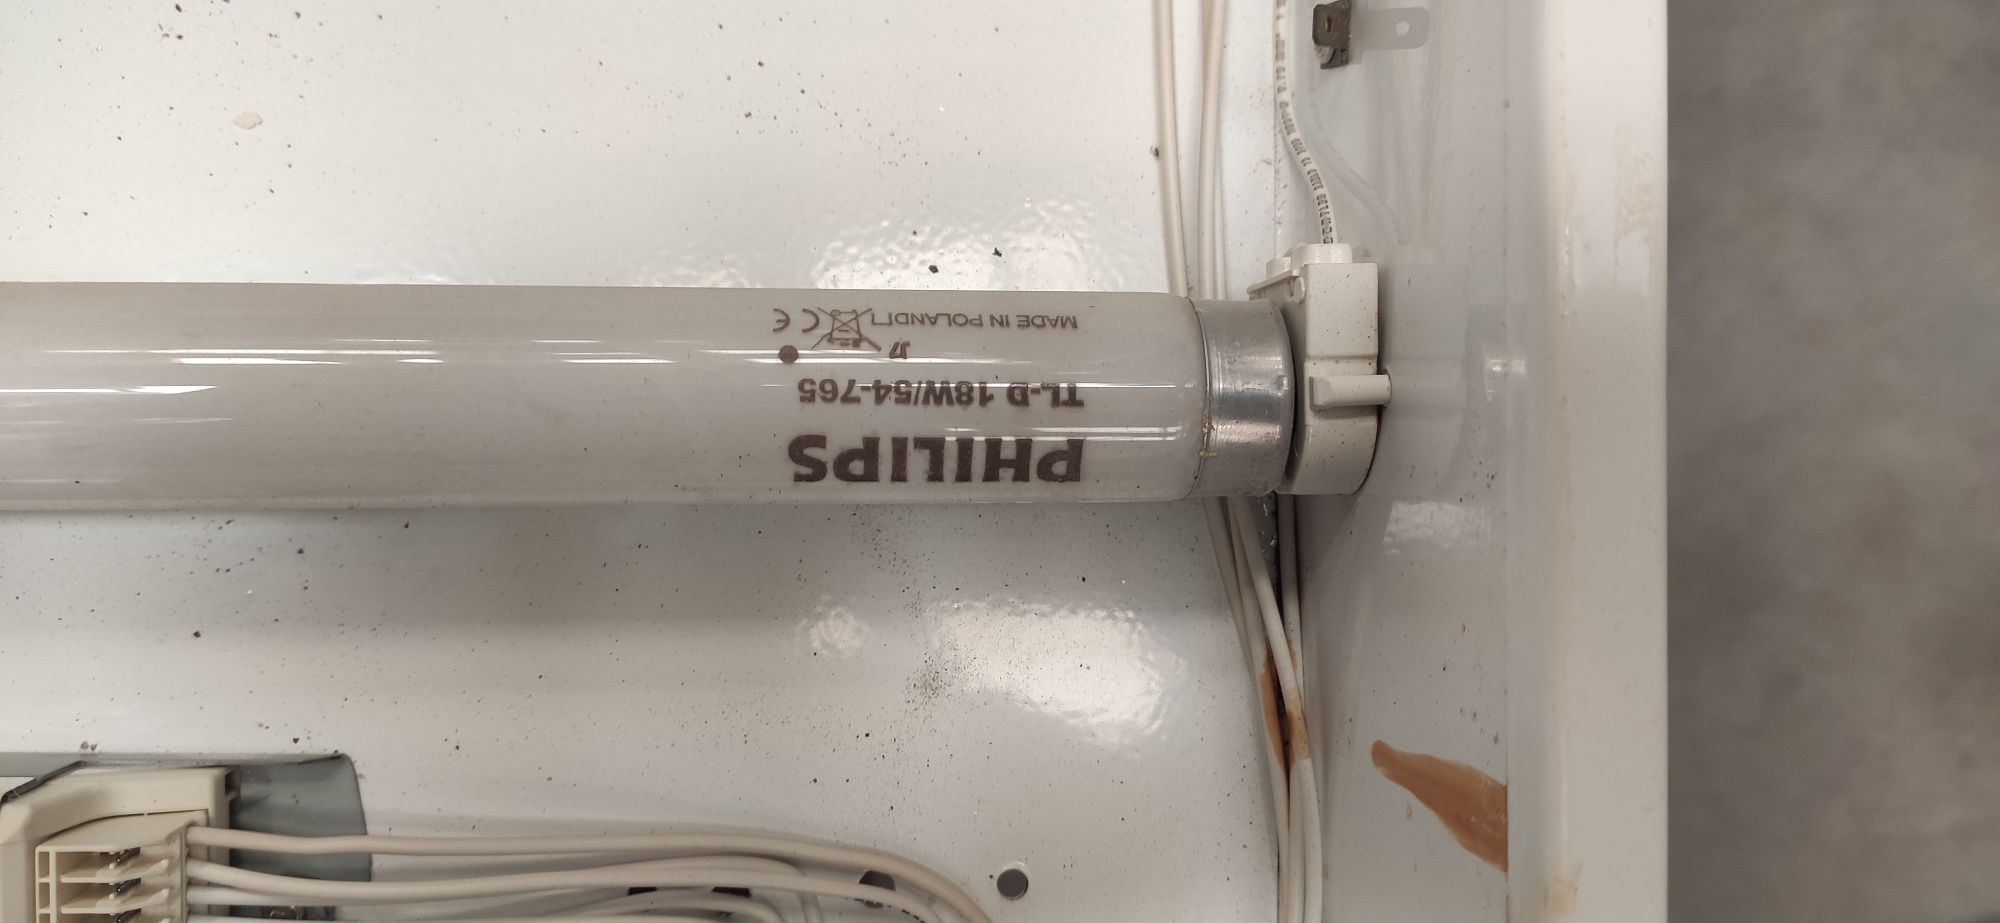 PHILIPS
TL-D 18W/54-765
MADE IN POLAND CE